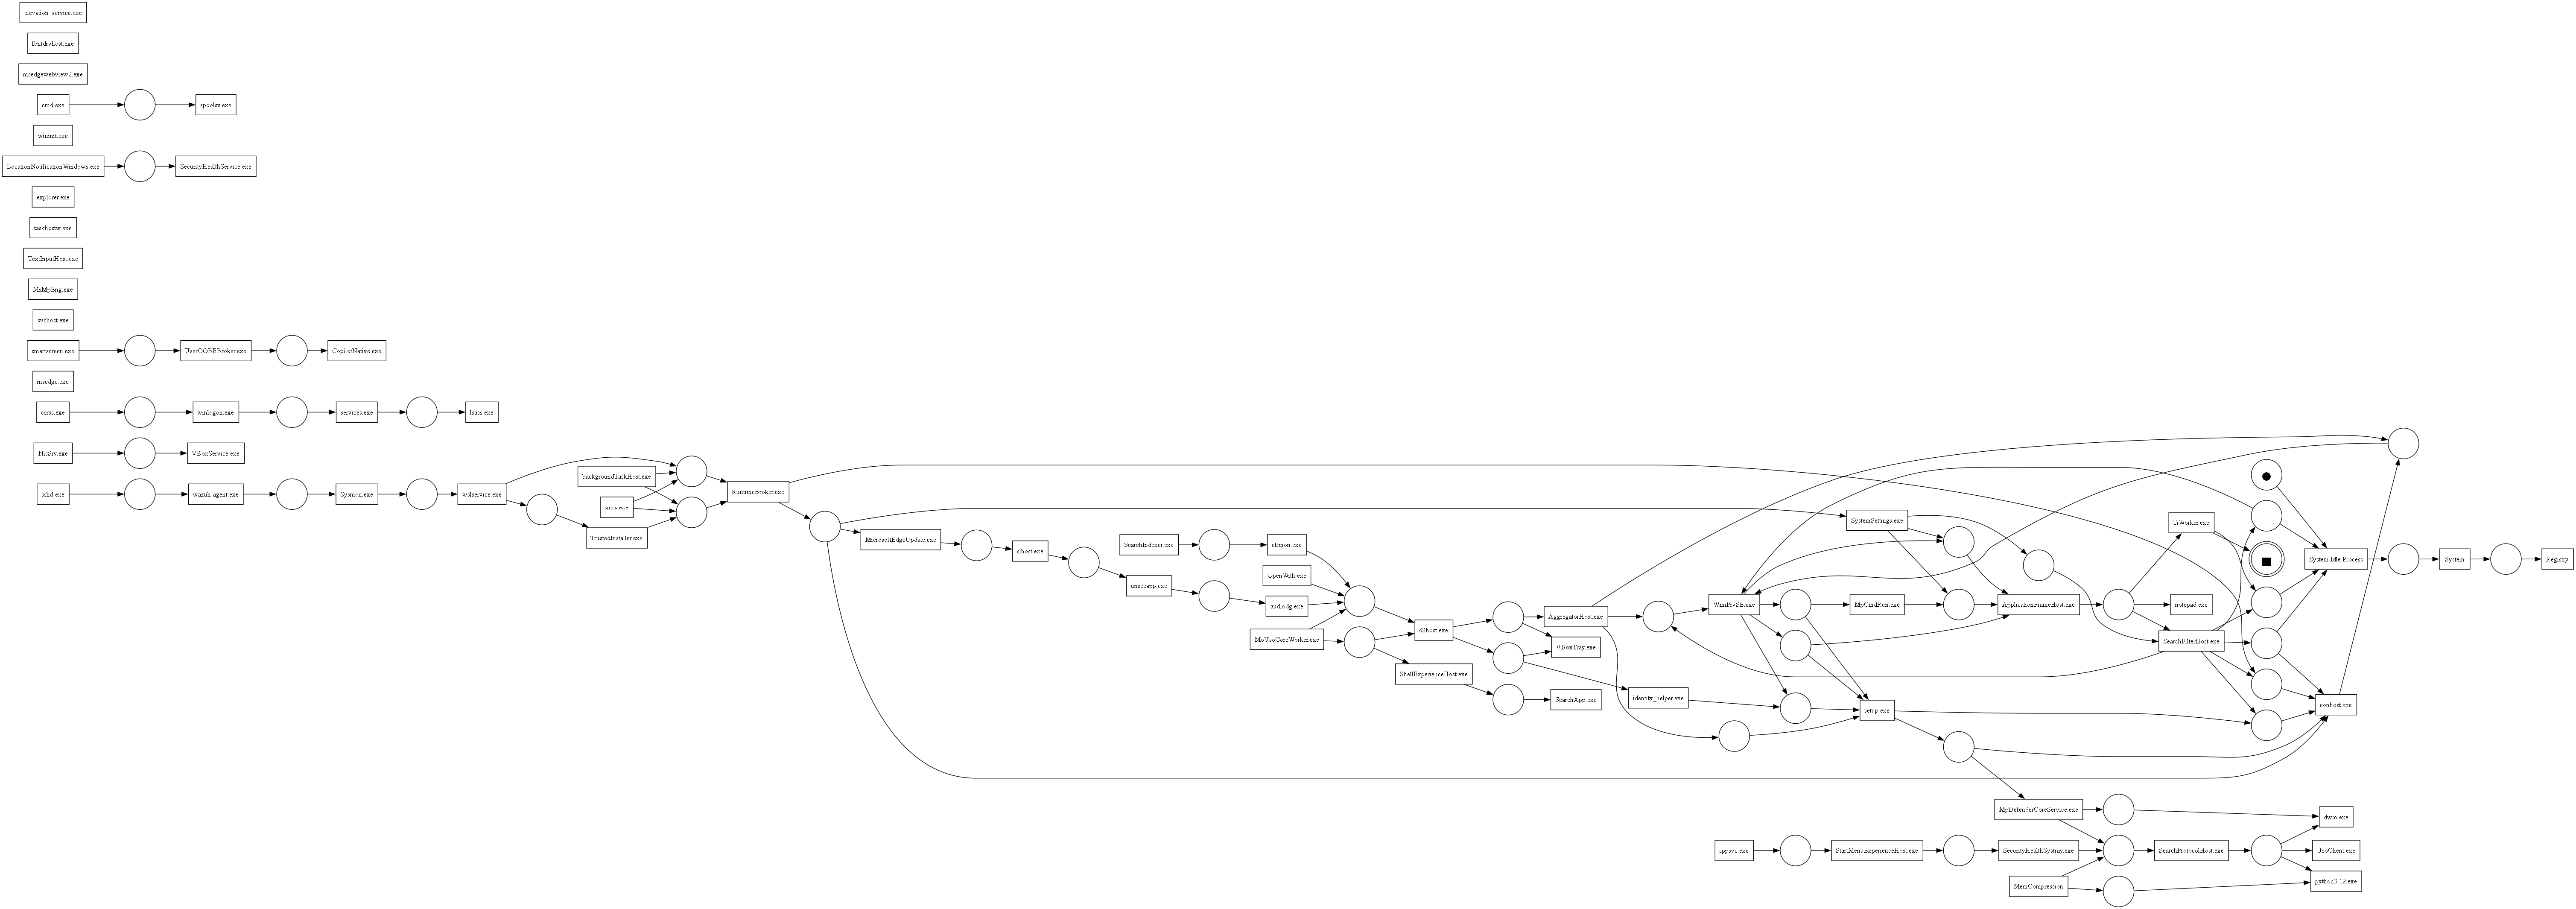 elevation_service.exe
fontdrvhost.exe
msedgewebview2.exe
cmd.exe
spoolsv.exe
wininit.exe
LocationNotificationWindows.exe
SecurityHealthService.exe
explorer.exe
taskhostw.exe
TextInputHost.exe
MsMpEng.exe
svchost.exe
smartscreen.exe
UserOOBEBroker.exe
CopilotNative.exe
msedge.exe
csrss.exe
winlogon.exe
services.exe
lsass.exe
NisSrv.exe
VBoxService.exe
sshd.exe
wazuh-agent.exe
Sysmon.exe
wslservice.exe
backgroundTaskHost.exe
smss.exe
TrustedInstaller.exe
RuntimeBroker.exe
MicrosoftEdgeUpdate.exe
sihost.exe
unsecapp.exe
SearchIndexer.exe
ctfmon.exe
OpenWith.exe
audiodg.exe
MoUsoCoreWorker.exe
dllhost.exe
ShellExperienceHost.exe
AggregatorHost.exe
VBoxTray.exe
SearchApp.exe
identity_helper.exe
WmiPrvSE.exe
SystemSettings.exe
MpCmdRun.exe
setup.exe
ApplicationFrameHost.exe
TiWorker.exe
notepad.exe
SearchFilterHost.exe
System Idle Process
System
Registry
conhost.exe
MpDefenderCoreService.exe
dwm.exe
sppsvc.exe
StartMenuExperienceHost.exe
SecurityHealthSystray.exe
SearchProtocolHost.exe
UsoClient.exe
MemCompression
python3.12.exe